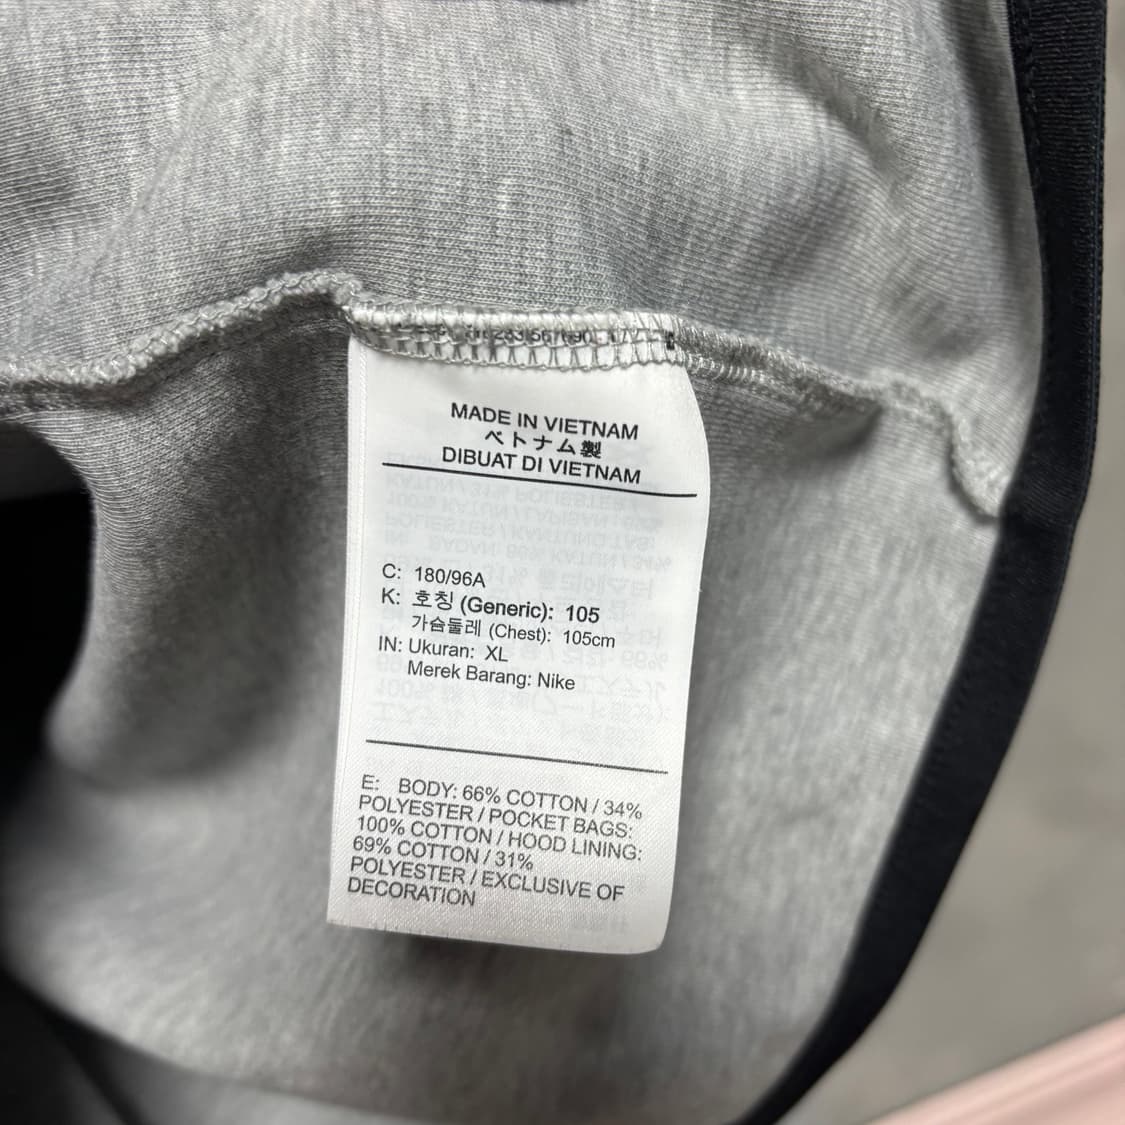 MADE IN VIETNAM
ベトナム製
DIBUAT DI VIETNAM
C: 180/96A
K: 호칭 (Generic): 105
가슴둘레 (Chest): 105cm
IN: Ukuran: XL
Merek Barang: Nike
E: BODY: 66% COTTON / 34%
POLYESTER / POCKET BAGS:
100% COTTON / HOOD LINING:
69% COTTON / 31%
POLYESTER / EXCLUSIVE OF
DECORATION